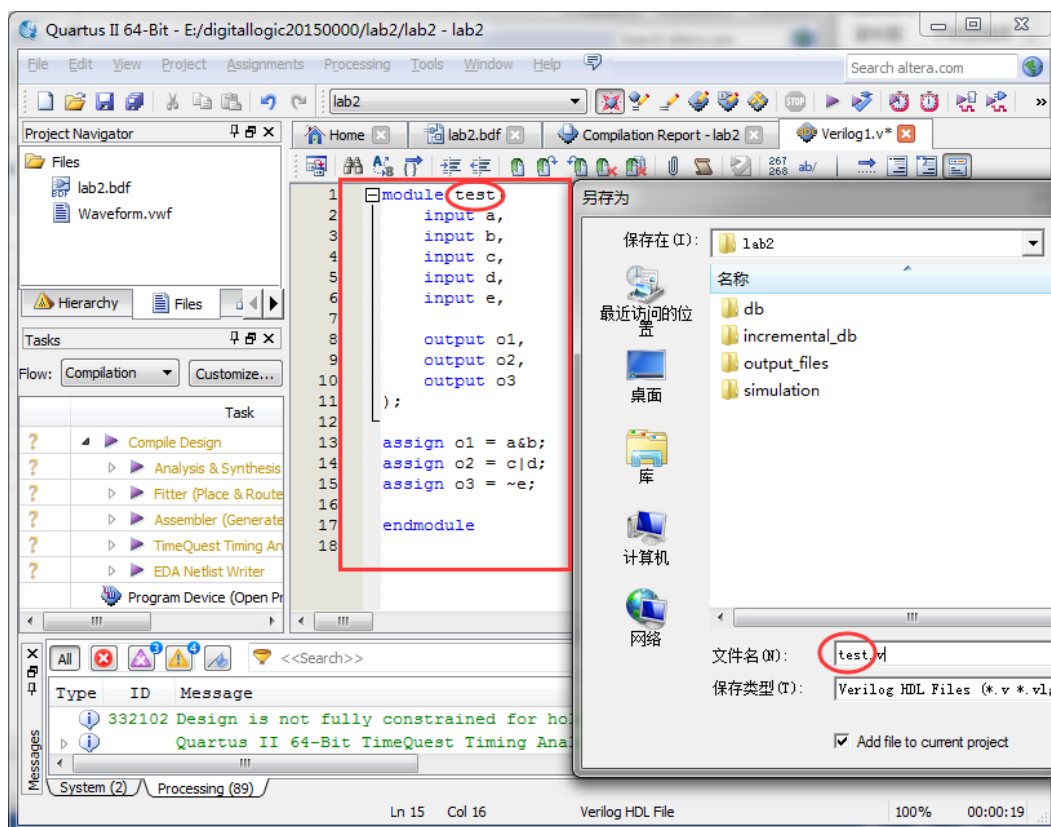 Quartus II 64-Bit - E:/digitallogic20150000/lab2/lab2 - lab2
File Edit View Project Assignments Processing Tools Window Help
Search altera.com
lab2
STOP
Project Navigator
Home lab2.bdf Compilation Report - lab2 Verilog1.v*
Files
lab2.bdf
Waveform.vwf
267 268 ab/
Hierarchy Files
Tasks
Flow: Compilation Customize...
Task
Compile Design
Analysis & Synthesis
Fitter (Place & Route
Assembler (Generate
TimeQuest Timing An
EDA Netlist Writer
Program Device (Open Pr
1 module test(
2 input a,
3 input b,
4 input c,
5 input d,
6 input e,
7
8 output o1,
9 output o2,
10 output o3
11 );
12
13 assign o1 = a&b;
14 assign o2 = c|d;
15 assign o3 = ~e;
16
17 endmodule
18
另存为
保存在(I): lab2
名称
db
incremental_db
output_files
simulation
最近访问的位
置
桌面
库
计算机
网络
文件名(N): test.v
保存类型(T): Verilog HDL Files (*.v *.vl
Add file to current project
All 3 4 <<Search>>
Type ID Message
332102 Design is not fully constrained for ho
Quartus II 64-Bit TimeQuest Timing Ana
Messages
System (2) Processing (89)
Ln 15 Col 16 Verilog HDL File 100% 00:00:19